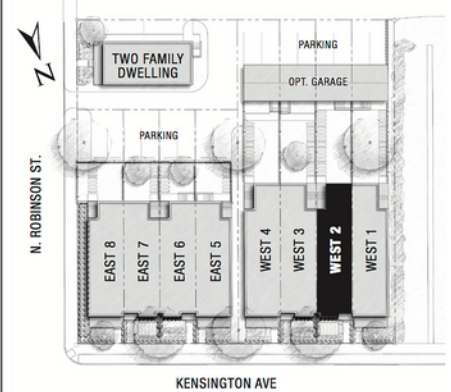 N
TWO FAMILY
DWELLING
PARKING
OPT. GARAGE
PARKING
N. ROBINSON ST.
EAST 8
EAST 7
EAST 6
EAST 5
WEST 4
WEST 3
WEST 2
WEST 1
KENSINGTON AVE